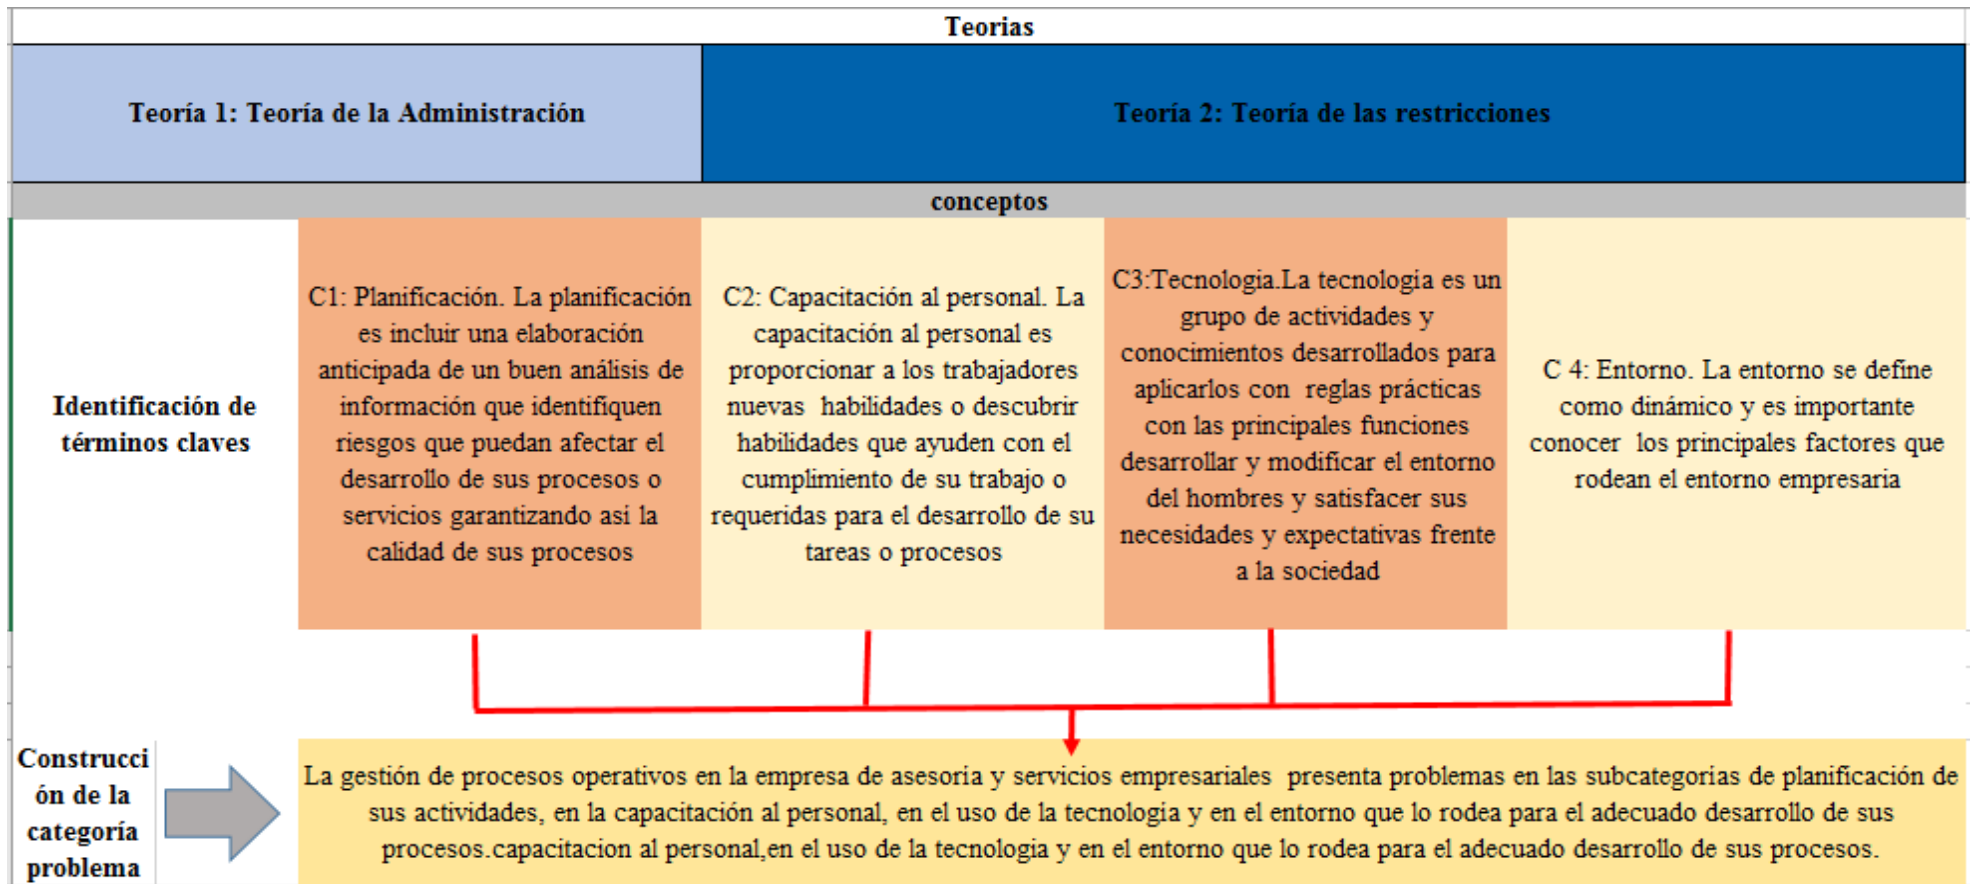 Teorias
Teoría 1: Teoría de la Administración
Teoría 2: Teoría de las restricciones
conceptos
Identificación de
términos claves
C1: Planificación. La planificación
es incluir una elaboración
anticipada de un buen análisis de
información que identifiquen
riesgos que puedan afectar el
desarrollo de sus procesos o
servicios garantizando asi la
calidad de sus procesos
C2: Capacitación al personal. La
capacitación al personal es
proporcionar a los trabajadores
nuevas habilidades o descubrir
habilidades que ayuden con el
cumplimiento de su trabajo o
requeridas para el desarrollo de su
tareas o procesos
C3:Tecnologia.La tecnología es un
grupo de actividades y
conocimientos desarrollados para
aplicarlos con reglas prácticas
con las principales funciones
desarrollar y modificar el entorno
del hombres y satisfacer sus
necesidades y expectativas frente
a la sociedad
C 4: Entorno. La entorno se define
como dinámico y es importante
conocer los principales factores que
rodean el entorno empresaria
Construcci
ón de la
categoría
problema
La gestión de procesos operativos en la empresa de asesoría y servicios empresariales presenta problemas en las subcategorías de planificación de
sus actividades, en la capacitación al personal, en el uso de la tecnología y en el entorno que lo rodea para el adecuado desarrollo de sus
procesos.capacitacion al personal,en el uso de la tecnologia y en el entorno que lo rodea para el adecuado desarrollo de sus procesos.